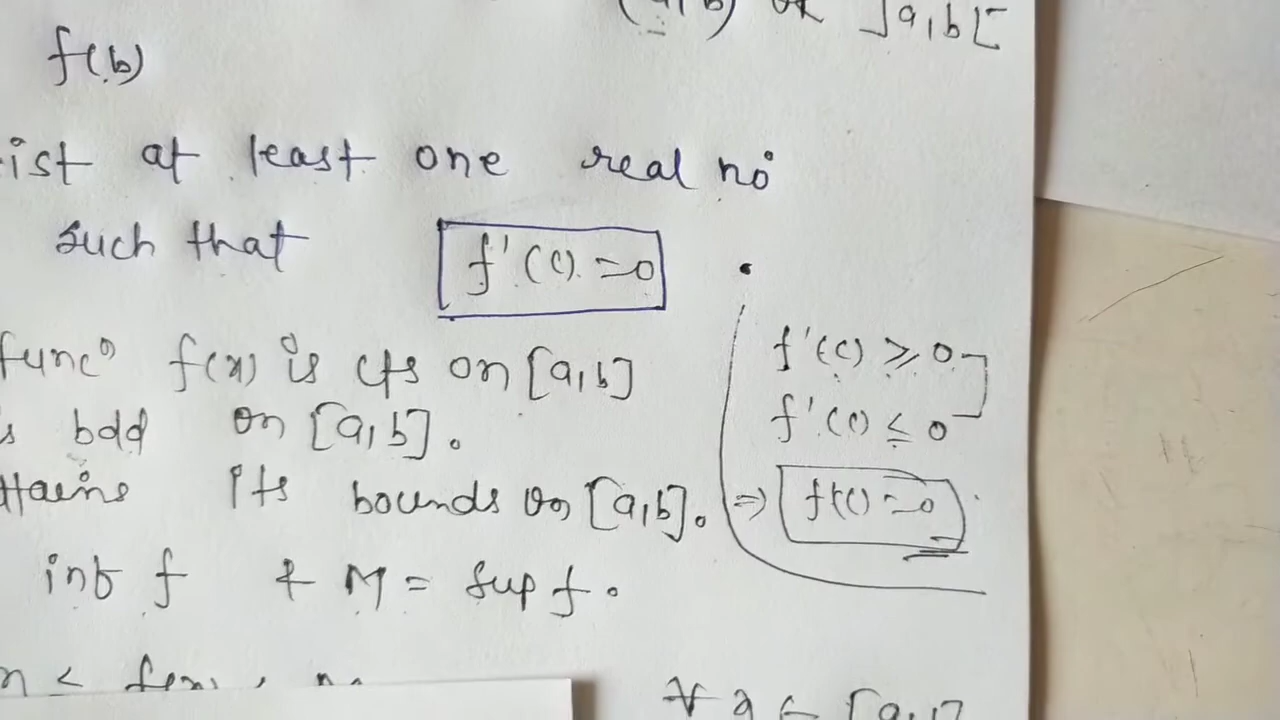 (a,b) or ]a,b[
f(b)
ist at least one real no
such that f'(c) = 0
func^n f(x) is cts on [a,b]
s bdd on [a,b].
ttains its bounds on [a,b].
inf f & M = sup f.
∀ x ∈ [a,b]
f'(c) ≥ 0
f'(c) ≤ 0
⇒ f'(c) = 0